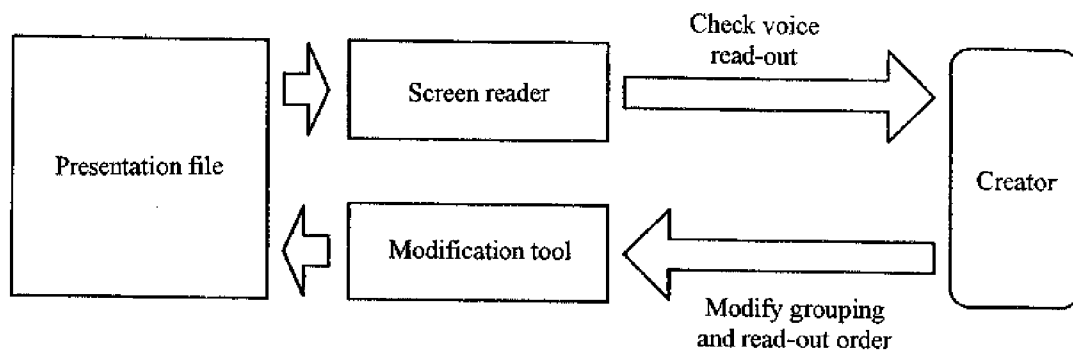 Check voice
read-out
Screen reader
Presentation file
Creator
Modification tool
Modify grouping
and read-out order